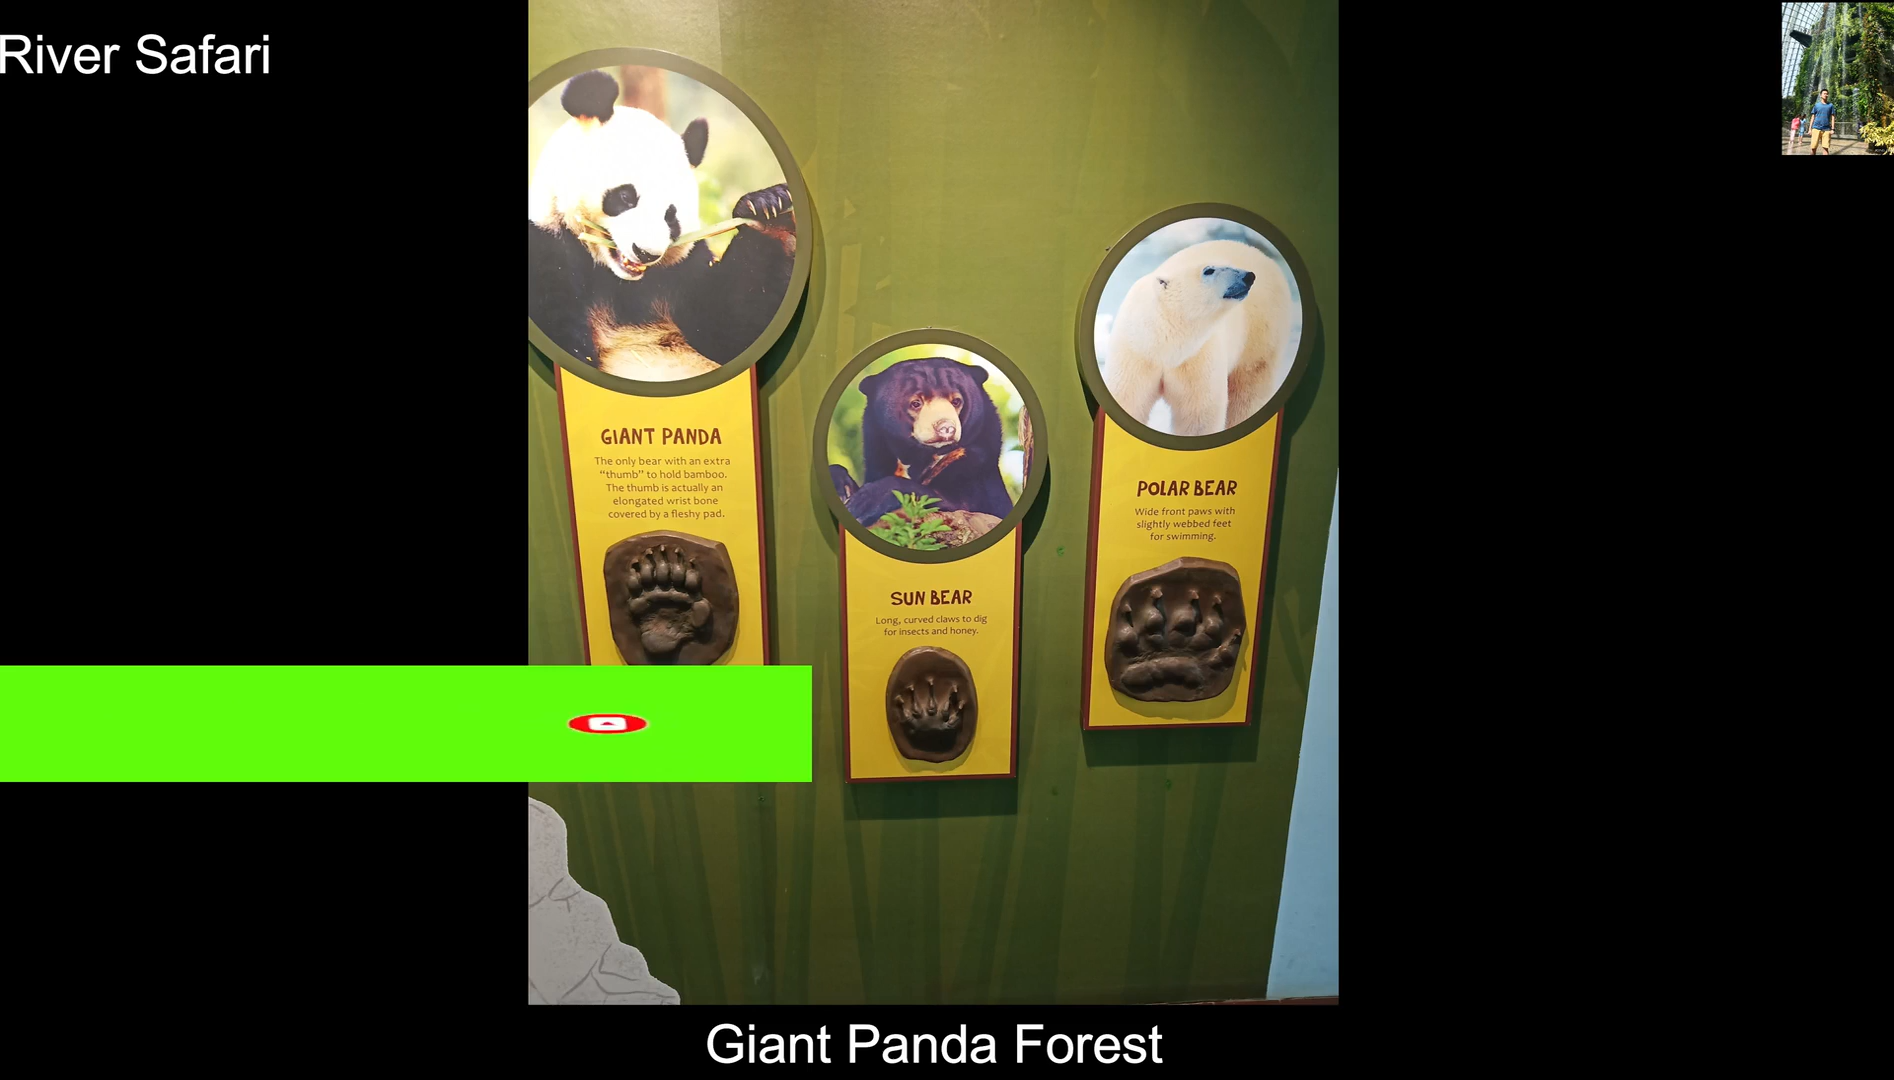 River Safari
GIANT PANDA
The only bear with an extra
“thumb” to hold bamboo.
The thumb is actually an
elongated wrist bone
covered by a fleshy pad.
SUN BEAR
Long, curved claws to dig
for insects and honey.
POLAR BEAR
Wide front paws with
slightly webbed feet
for swimming.
Giant Panda Forest